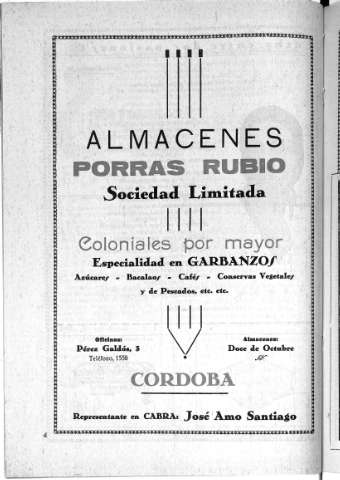 ALMACENES
PORRAS RUBIO
Sociedad Limitada
Coloniales por mayor
Especialidad en GARBANZOS
Azúcares - Bacalaos - Cafés - Conservas Vegetales
y de Pescados, etc. etc.
Oficinas:
Pérez Galdós, 3
Teléfono, 1556
Almacenes:
Doce de Octubre
CORDOBA
Representante en CABRA: José Amo Santiago